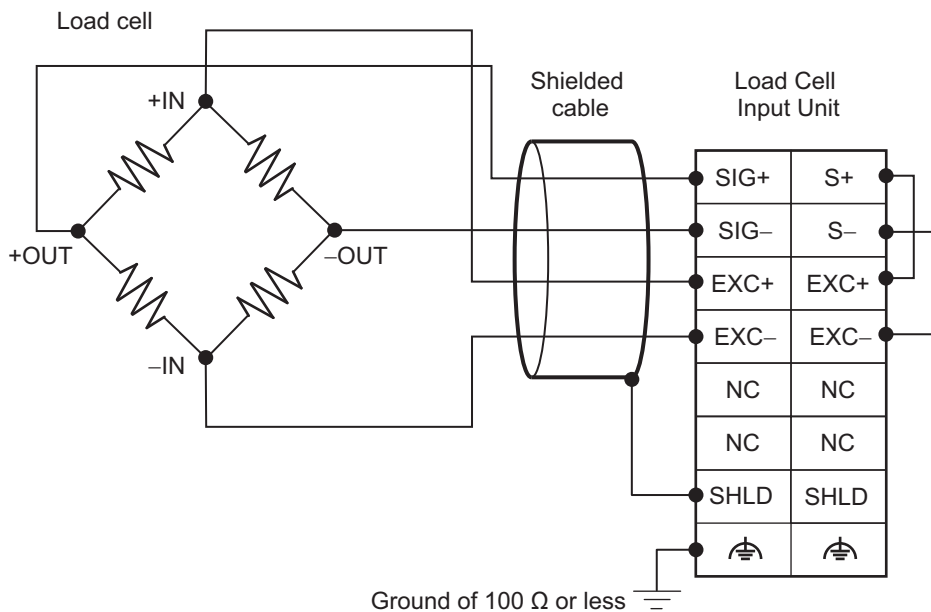 Load cell
+IN
+OUT
−OUT
−IN
Shielded
cable
Load Cell
Input Unit
SIG+ S+
SIG− S−
EXC+ EXC+
EXC− EXC−
NC NC
NC NC
SHLD SHLD
Ground of 100 Ω or less